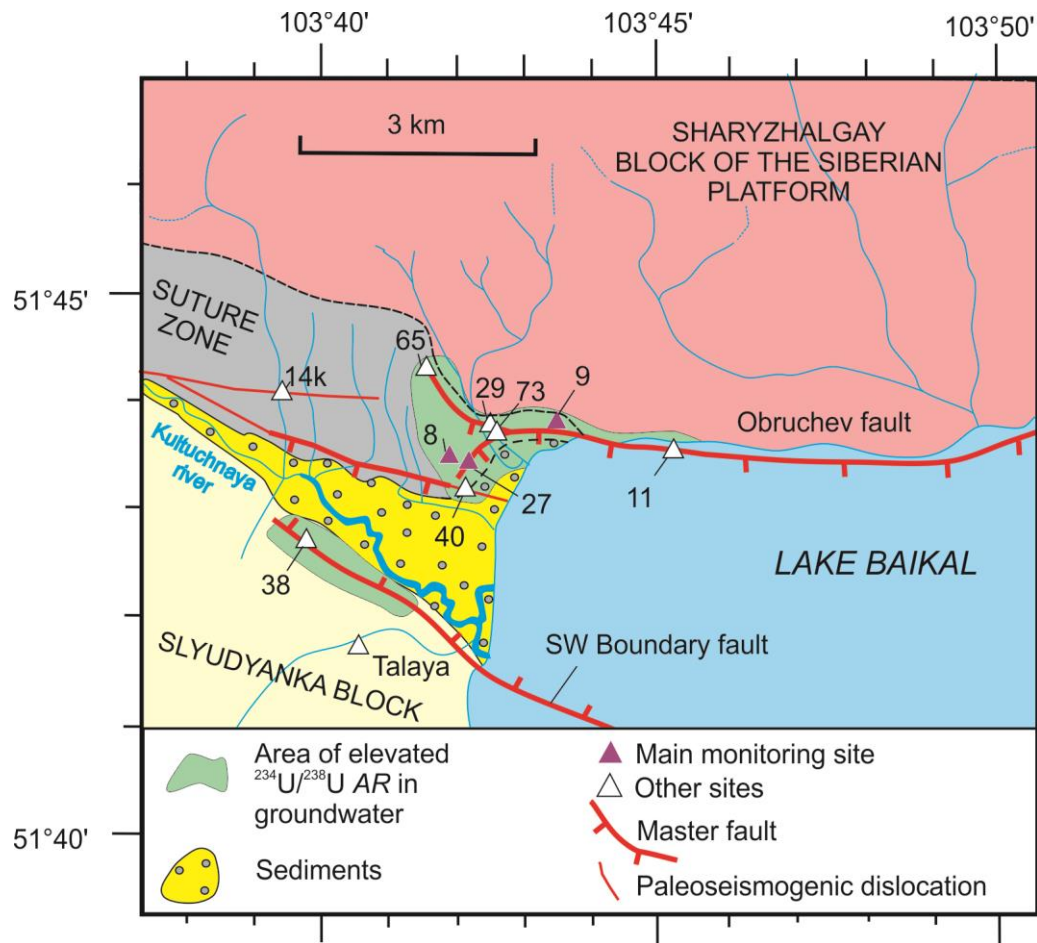 103°40'
103°45'
103°50'
3 km
SHARYZHALGAY
BLOCK OF THE SIBERIAN
PLATFORM
51°45'
SUTURE
ZONE
65
29
73
9
14k
8
Obruchev fault
Kultuchnaya
river
11
27
40
38
LAKE BAIKAL
SW Boundary fault
Talaya
SLYUDYANKA BLOCK
Area of elevated
²³⁴U/²³⁸U AR in
groundwater
Sediments
Main monitoring site
Other sites
Master fault
Paleoseismogenic dislocation
51°40'